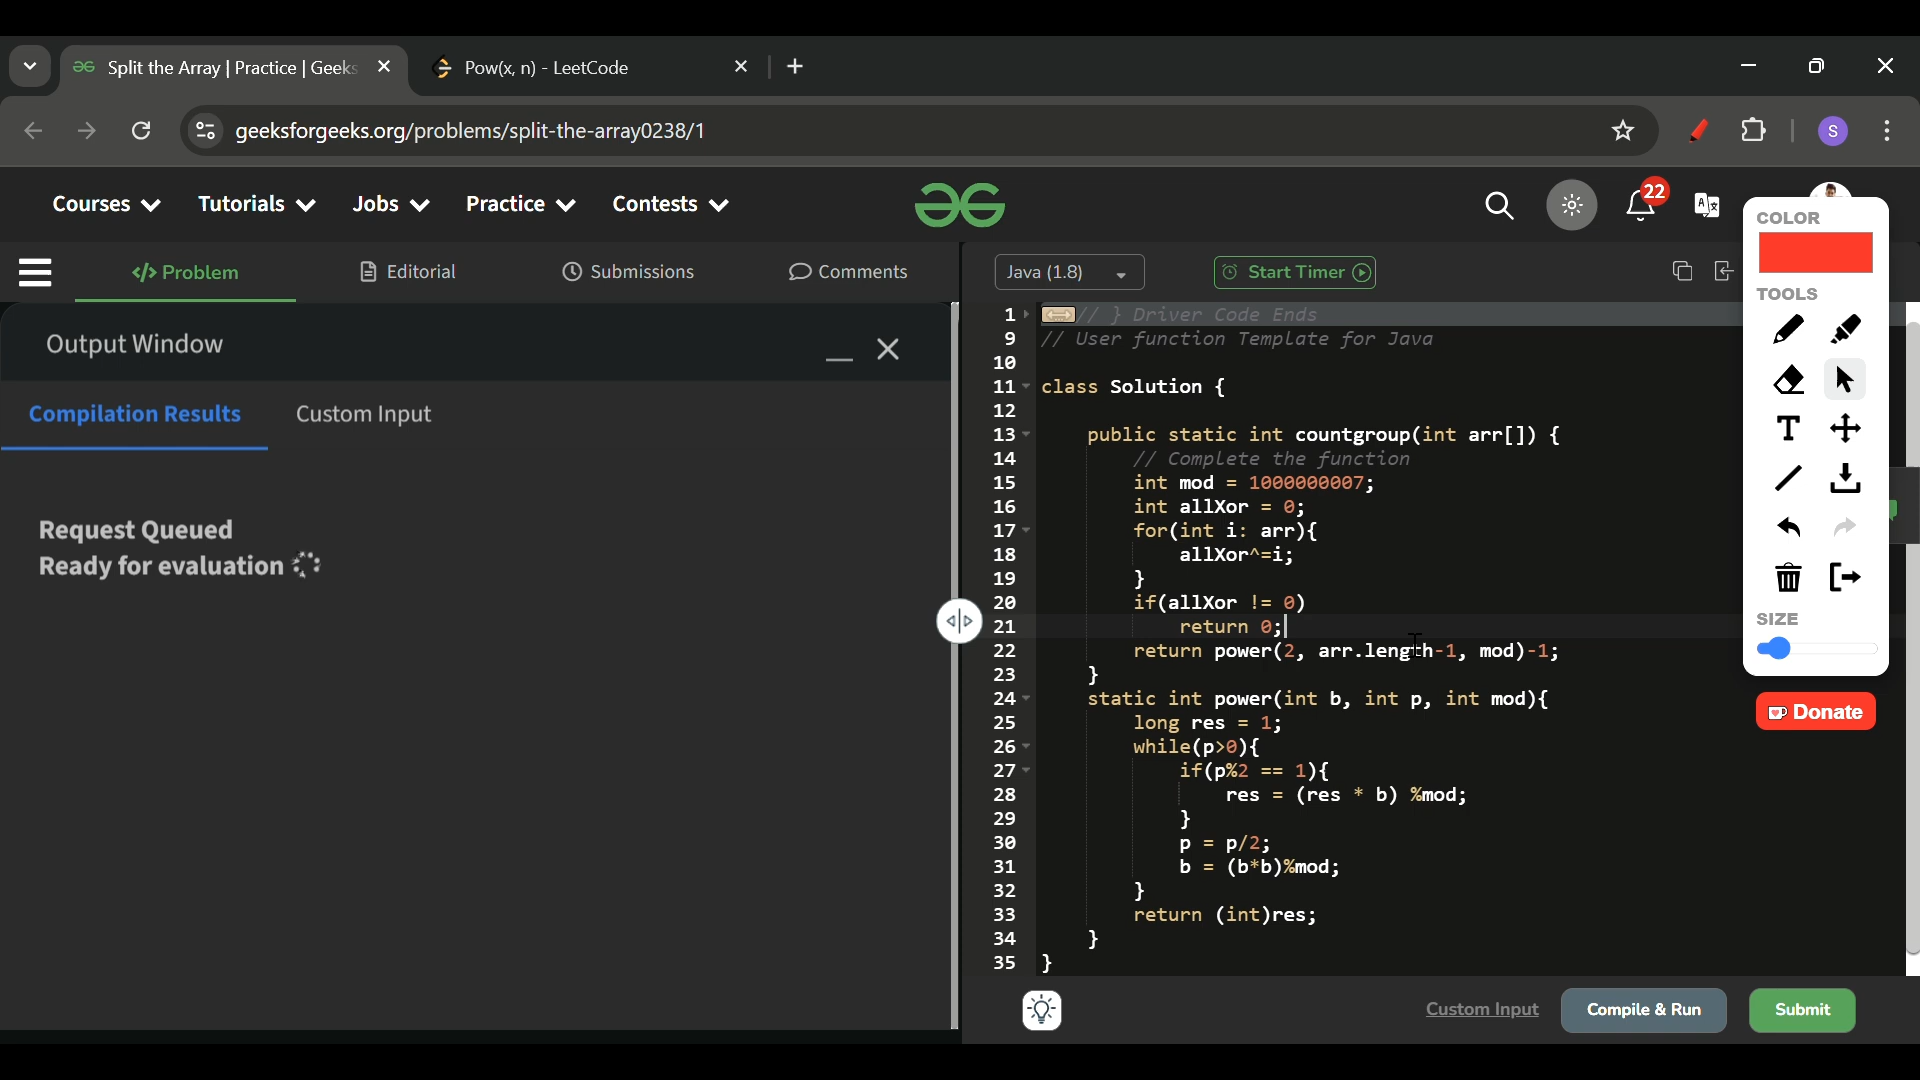 Split the Array | Practice | Geeks
Pow(x, n) - LeetCode
geeksforgeeks.org/problems/split-the-array0238/1
S
Courses
Tutorials
Jobs
Practice
Contests
22
COLOR
TOOLS
T
SIZE
Donate
</> Problem
Editorial
Submissions
Comments
Output Window
Compilation Results
Custom Input
Request Queued
Ready for evaluation
Java (1.8)
Start Timer
1 // } Driver Code Ends
9 // User function Template for Java
10
11 class Solution {
12
13 public static int countgroup(int arr[]) {
14 // Complete the function
15 int mod = 1000000007;
16 int allXor = 0;
17 for(int i: arr){
18 allXor^=i;
19 }
20 if(allXor != 0)
21 return 0;
22 return power(2, arr.length-1, mod)-1;
23 }
24 static int power(int b, int p, int mod){
25 long res = 1;
26 while(p>0){
27 if(p%2 == 1){
28 res = (res * b) %mod;
29 }
30 p = p/2;
31 b = (b*b)%mod;
32 }
33 return (int)res;
34 }
35 }
Custom Input
Compile & Run
Submit